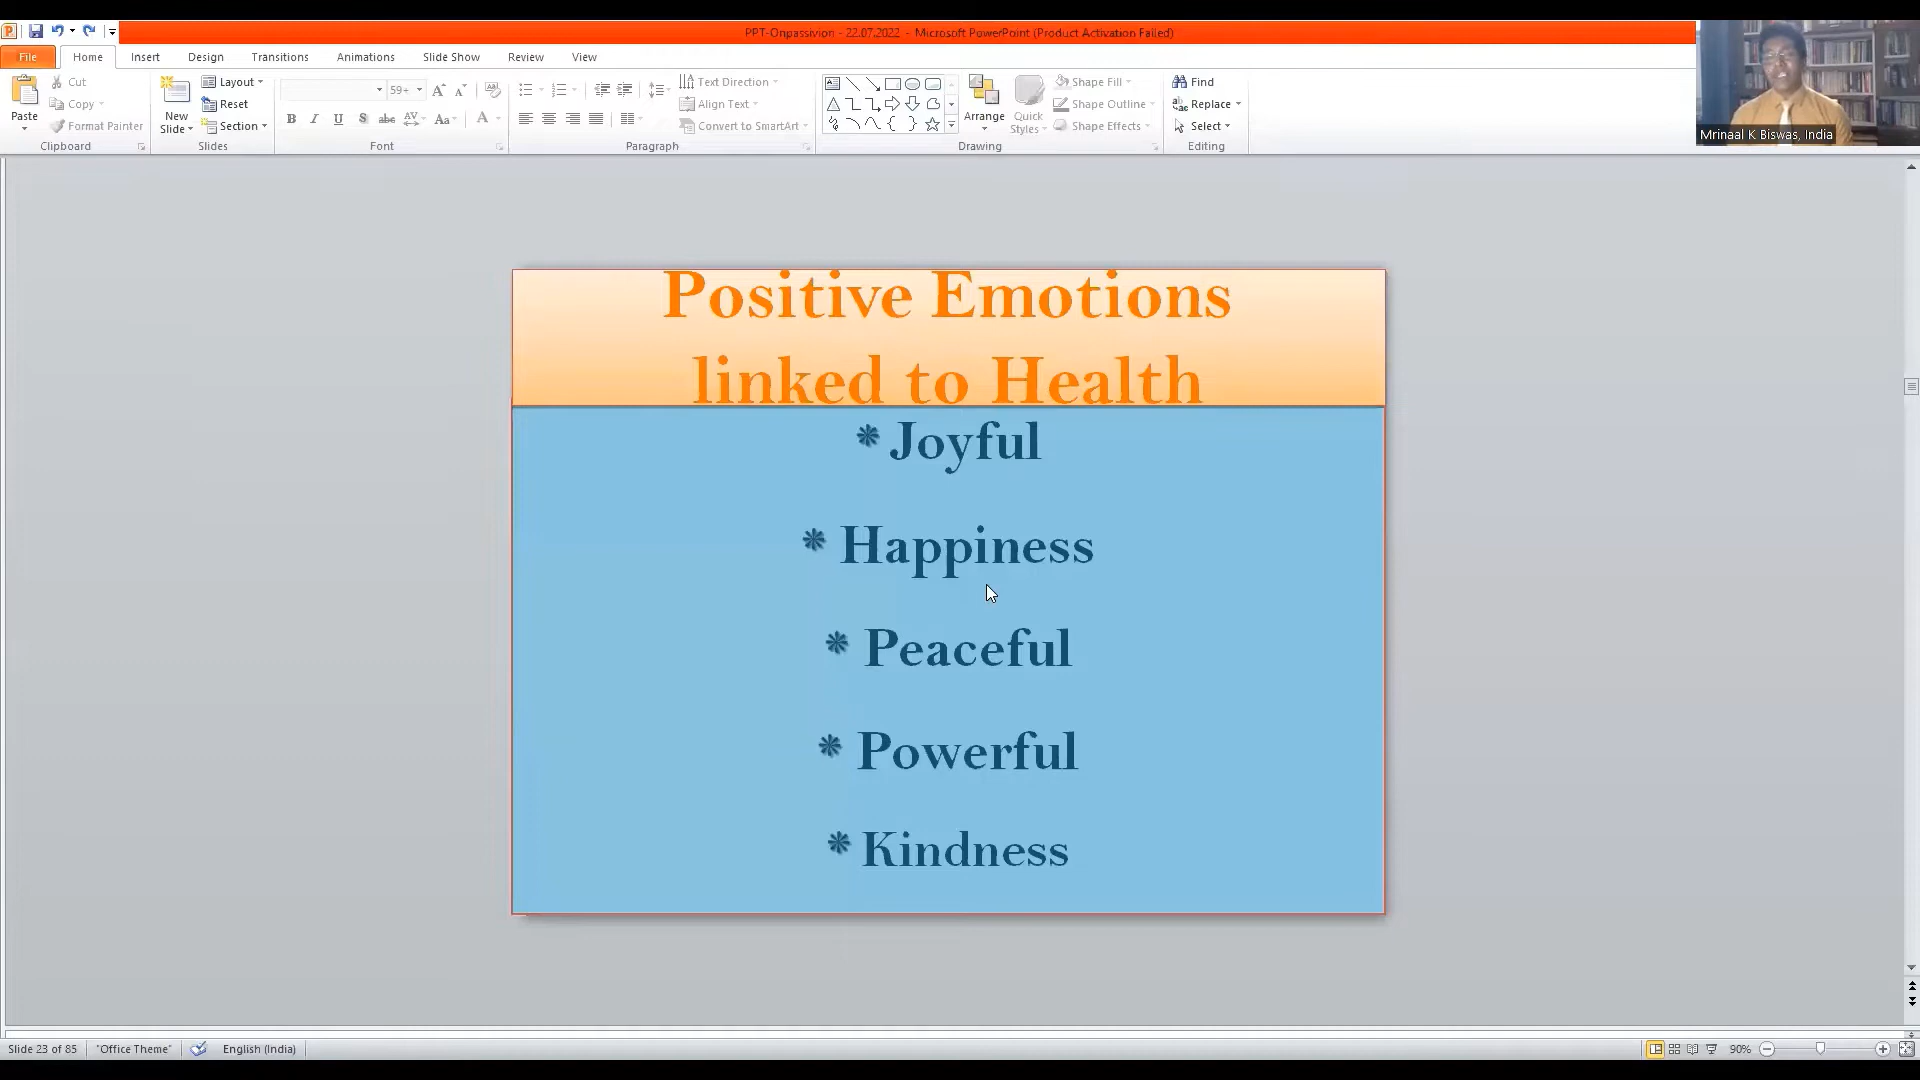 PPT-Onpassivion - 22.07.2022 - Microsoft PowerPoint (Product Activation Failed)
File Home Insert Design Transitions Animations Slide Show Review View
Paste
Cut
Copy
Format Painter
Clipboard
New Slide
Layout
Reset
Section
Slides
59+
Font
Text Direction
Align Text
Convert to SmartArt
Paragraph
Arrange
Quick Styles
Shape Fill
Shape Outline
Shape Effects
Drawing
Find
Replace
Select
Editing
Mrinaal K Biswas, India
Positive Emotions
linked to Health
* Joyful
* Happiness
* Peaceful
* Powerful
* Kindness
Slide 23 of 85 "Office Theme" English (India) 90%